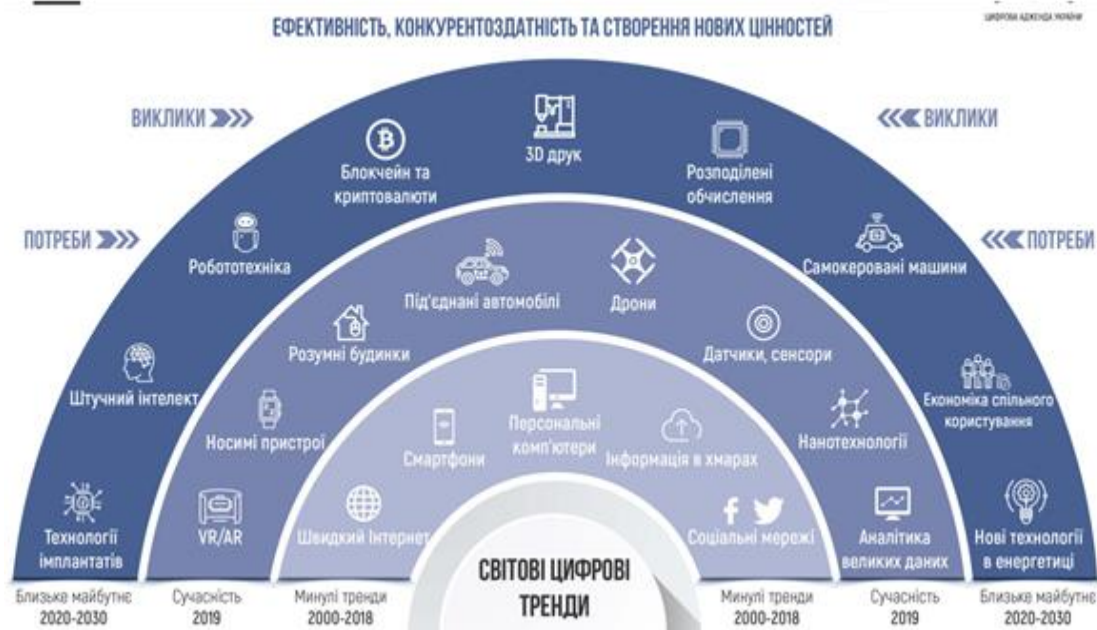 ЦИФРОВА АДЖЕНДА УКРАЇНИ
ЕФЕКТИВНІСТЬ, КОНКУРЕНТОЗДАТНІСТЬ ТА СТВОРЕННЯ НОВИХ ЦІННОСТЕЙ
ВИКЛИКИ
ВИКЛИКИ
ПОТРЕБИ
ПОТРЕБИ
Технології
імплантатів
Штучний інтелект
Робототехніка
Блокчейн та
криптовалюти
3D друк
Розподілені
обчислення
Самокеровані машини
Економіка спільного
користування
Нові технології
в енергетиці
VR/AR
Носимі пристрої
Розумні будинки
Під'єднані автомобілі
Дрони
Датчики, сенсори
Нанотехнології
Аналітика
великих даних
Швидкий Інтернет
Смартфони
Персональні
комп'ютери
Інформація в хмарах
Соціальні мережі
СВІТОВІ ЦИФРОВІ
ТРЕНДИ
Близьке майбутнє
2020-2030
Сучасність
2019
Минулі тренди
2000-2018
Минулі тренди
2000-2018
Сучасність
2019
Близьке майбутнє
2020-2030